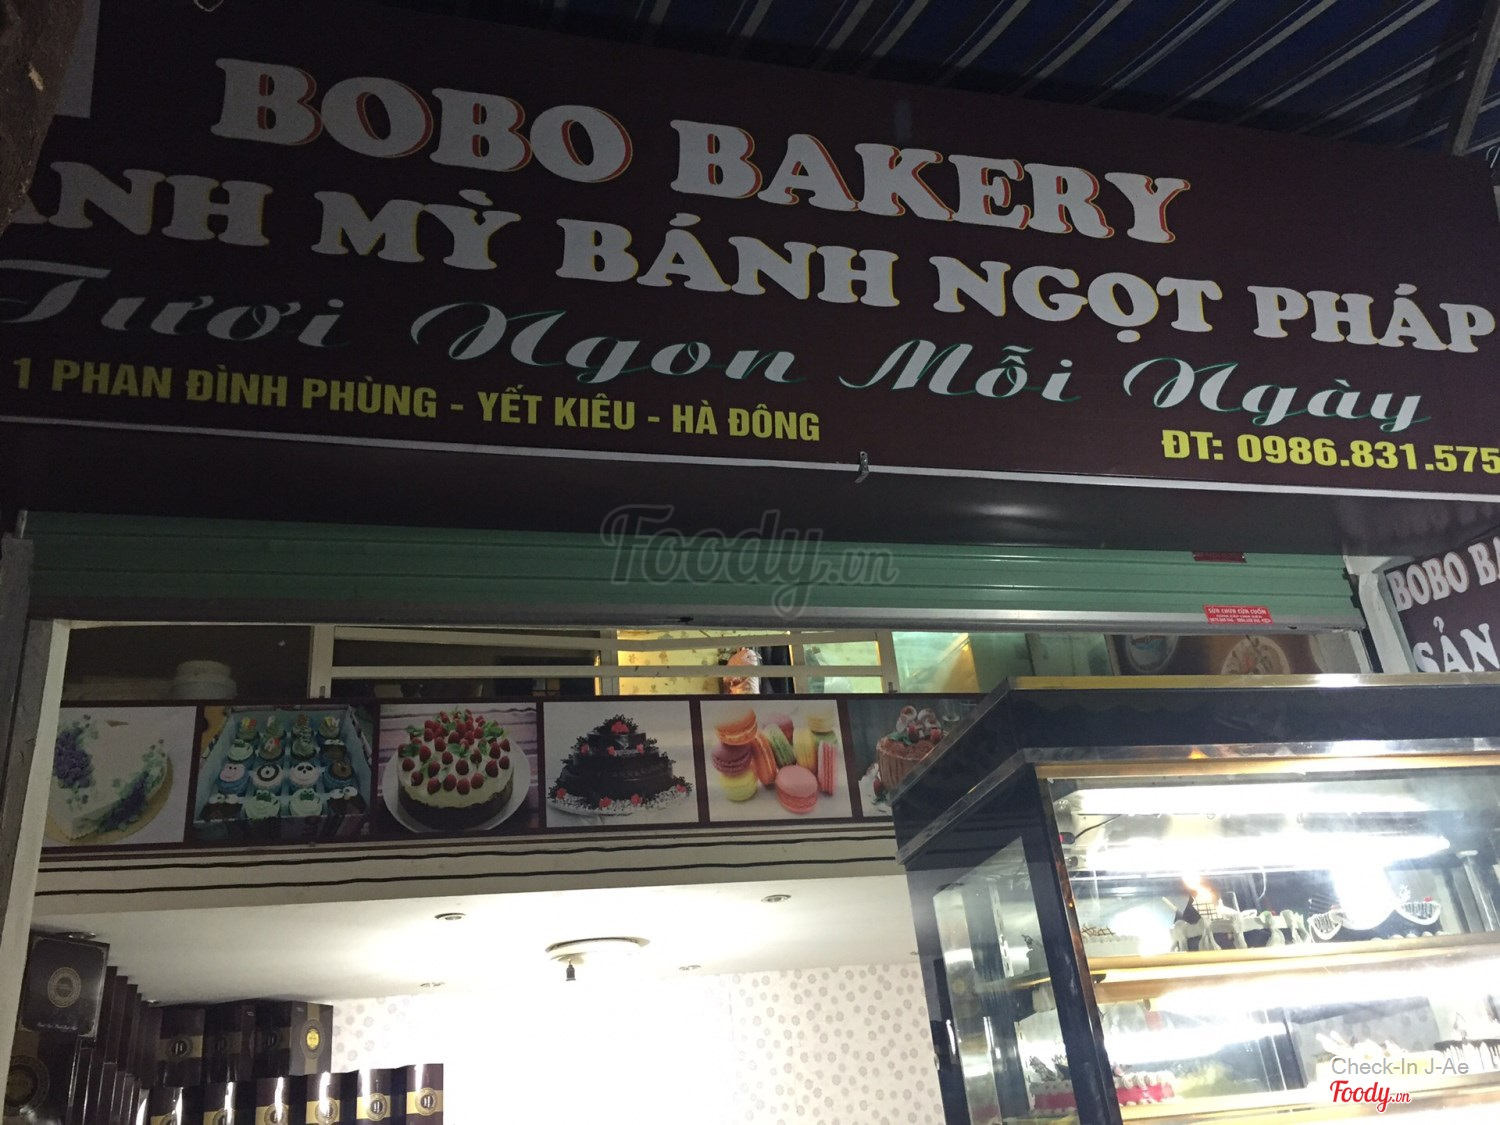 BOBO BAKERY
ANH MỲ BÁNH NGỌT PHÁP
Tươi Ngon Mỗi Ngày
1 PHAN ĐÌNH PHÙNG - YẾT KIÊU - HÀ ĐÔNG
ĐT: 0986.831.575
Foody.vn
BOBO BA
SẢN
Check-In J-Ae
Foody.vn